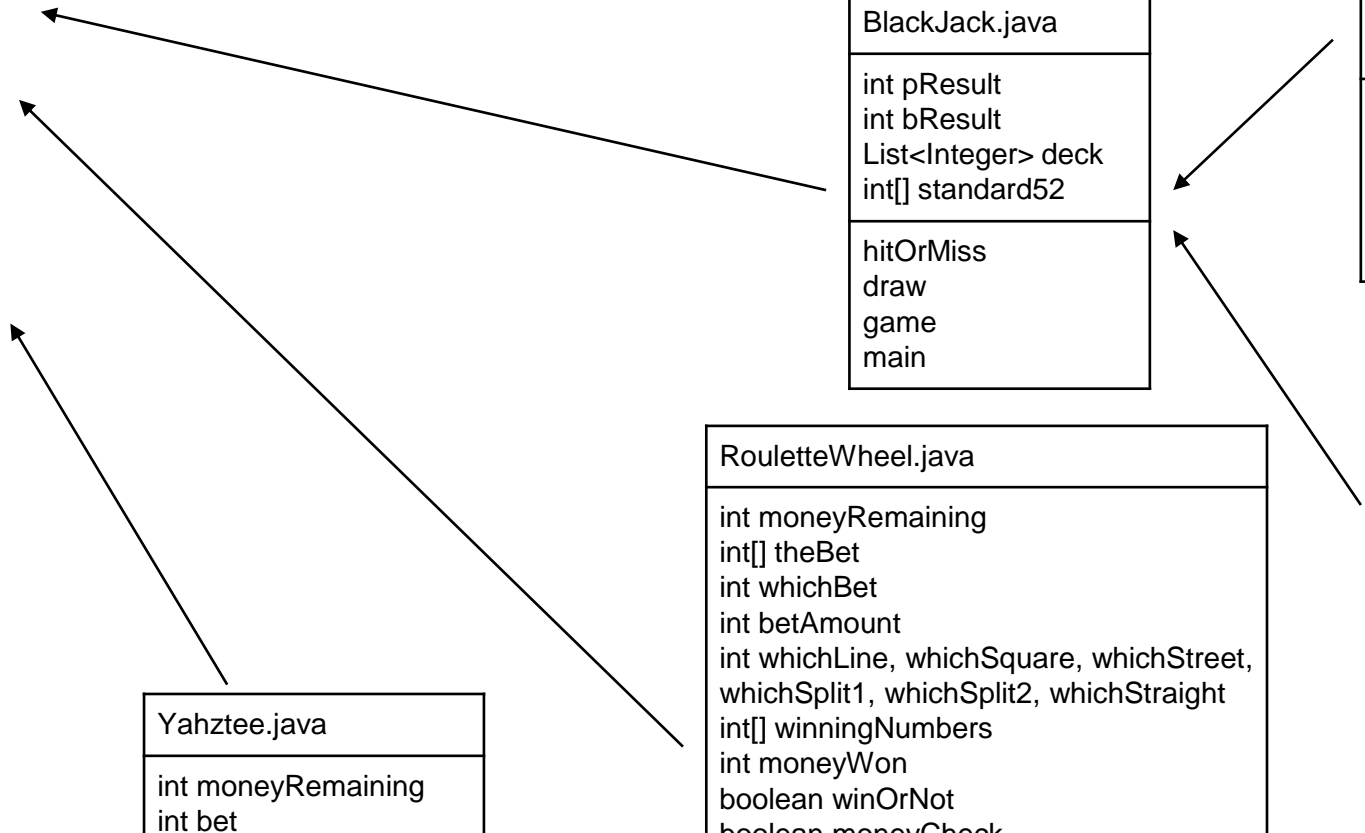 BlackJack.java
int pResult
int bResult
List<Integer> deck
int[] standard52
hitOrMiss
draw
game
main
RouletteWheel.java
int moneyRemaining
int[] theBet
int whichBet
int betAmount
int whichLine, whichSquare, whichStreet,
whichSplit1, whichSplit2, whichStraight
int[] winningNumbers
int moneyWon
boolean winOrNot
boolean moneyCheck
Yahztee.java
int moneyRemaining
int bet